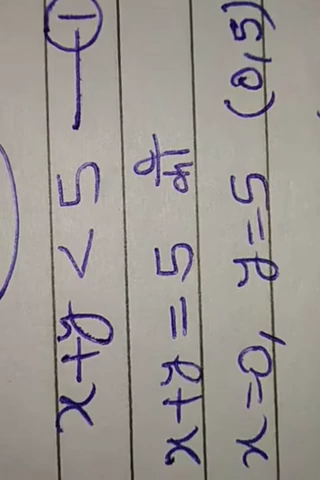 x+y < 5 — ①
x+y = 5 में
x=0, y=5 (0,5)